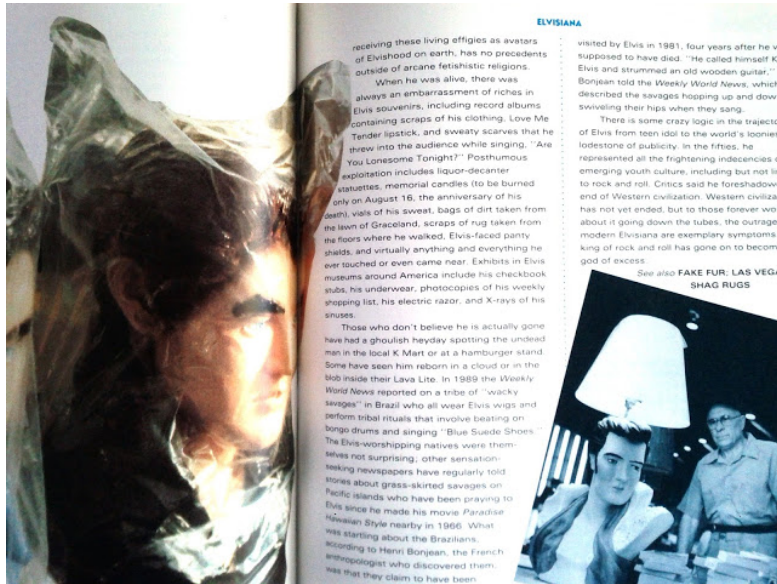 ELVISIANA
receiving these living effigies as avatars
of Elvishood on earth, has no precedents
outside of arcane fetishistic religions.
When he was alive, there was
always an embarrassment of riches in
Elvis souvenirs, including record albums
containing scraps of his clothing, Love Me
Tender lipstick, and sweaty scarves that he
threw into the audience while singing, "Are
You Lonesome Tonight?" Posthumous
exploitation includes liquor-decanter
statuettes, memorial candles (to be burned
only on August 16, the anniversary of his
death), vials of his sweat, bags of dirt taken from
the lawn of Graceland, scraps of rug taken from
the floors where he walked, Elvis-faced panty
shields, and virtually anything and everything he
ever touched or even came near. Exhibits in Elvis
museums around America include his checkbook
stubs, his underwear, photocopies of his weekly
shopping list, his electric razor, and X-rays of his
sinuses.
Those who don't believe he is actually gone
have had a ghoulish heyday spotting the undead
man in the local K Mart or at a hamburger stand.
Some have seen him reborn in a cloud or in the
blob inside their Lava Lite. In 1989 the Weekly
World News reported on a tribe of "wacky
savages" in Brazil who all wear Elvis wigs and
perform tribal rituals that involve beating on
bongo drums and singing "Blue Suede Shoes."
The Elvis-worshipping natives were them-
selves not surprising; other sensation-
seeking newspapers have regularly told
stories about grass-skirted savages on
Pacific islands who have been praying to
Elvis since he made his movie Paradise
Hawaiian Style nearby in 1966. What
was startling about the Brazilians,
according to Henri Bonjean, the French
anthropologist who discovered them,
was that they claim to have been
visited by Elvis in 1981, four years after he
supposed to have died. "He called himself
Elvis and strummed an old wooden guitar,"
Bonjean told the Weekly World News, which
described the savages hopping up and
swiveling their hips when they sang.
There is some crazy logic in the
of Elvis from teen idol to the world's
lodestone of publicity. In the fifties, he
represented all the frightening indecencies
emerging youth culture, including but not
to rock and roll. Critics said he
end of Western civilization. Western
has not yet ended, but to those forever
about it going down the tubes, the
modern Elvisiana are exemplary symptoms
king of rock and roll has gone on to
god of excess.
See also FAKE FUR; LAS
SHAG RUGS